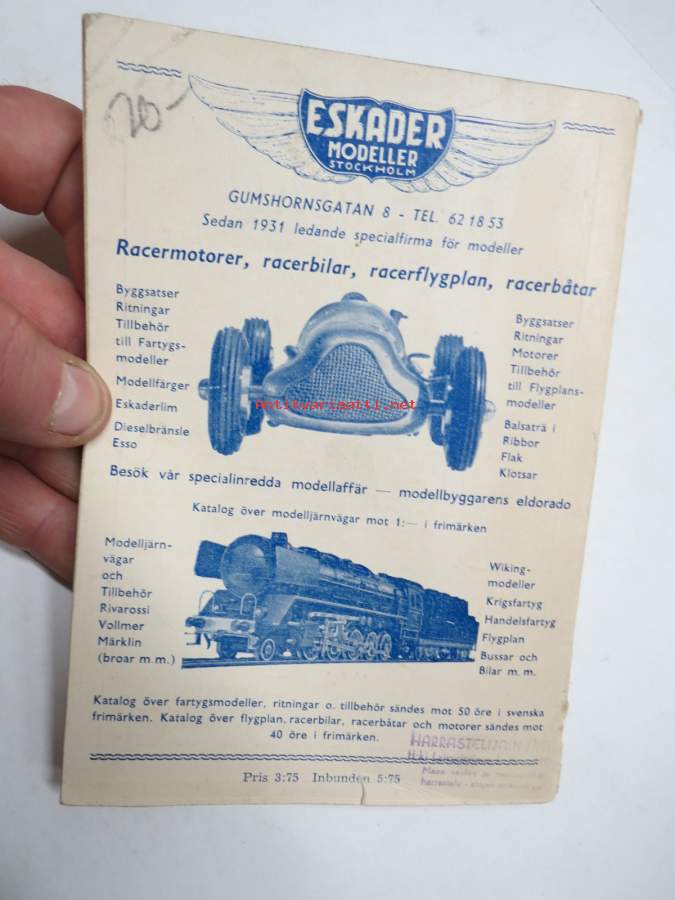 20-
ESKADER
MODELLER
STOCKHOLM
GUMSHORNSGATAN 8 - TEL. 62 18 53
Sedan 1931 ledande specialfirma för modeller
Racermotorer, racerbilar, racerflygplan, racerbåtar
Byggsatser
Ritningar
Tillbehör
till Fartygs-
modeller
Modellfärger
Eskaderlim
Dieselbränsle
Esso
Byggsatser
Ritningar
Motorer
Tillbehör
till Flygplans-
modeller
Balsaträ i
Ribbor
Flak
Klotsar
antikvariaatti.net
Besök vår specialinredda modellaffär — modellbyggarens eldorado
Katalog över modelljärnvägar mot 1:— i frimärken
Modelljärn-
vägar
och
Tillbehör
Rivarossi
Vollmer
Märklin
(broar m.m.)
Wiking-
modeller
Krigsfartyg
Handelsfartyg
Flygplan
Bussar och
Bilar m. m.
Katalog över fartygsmodeller, ritningar o. tillbehör sändes mot 50 öre i svenska
frimärken. Katalog över flygplan, racerbilar, racerbåtar och motorer sändes mot
40 öre i frimärken.
Pris 3:75 Inbunden 5:75